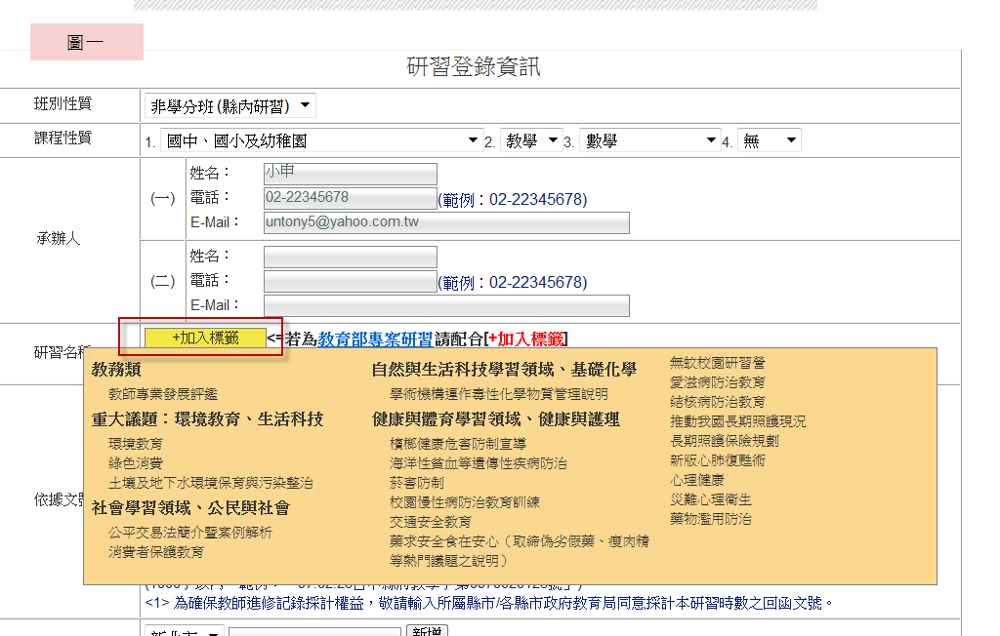 圖一
研習登錄資訊
班別性質 非學分班 (縣內研習)
課程性質 1. 國中、國小及幼稚園 2. 教學 3. 數學 4. 無
承辦人
(一)
姓名： 小申
電話： 02-22345678 (範例：02-22345678)
E-Mail： untony5@yahoo.com.tw
(二)
姓名：
電話： (範例：02-22345678)
E-Mail：
研習名稱 +加入標籤 <=若為教育部專案研習請配合[+加入標籤]
教務類
教師專業發展評鑑
重大議題：環境教育、生活科技
環境教育
綠色消費
土壤及地下水環境保育與污染整治
社會學習領域、公民與社會
公平交易法簡介暨案例解析
消費者保護教育
自然與生活科技學習領域、基礎化學
學術機構運作毒性化學物質管理說明
健康與體育學習領域、健康與護理
檳榔健康危害防制宣導
海洋性貧血等遺傳性疾病防治
菸害防制
校園慢性病防治教育訓練
交通安全教育
藥求安全食在安心（取締偽劣假藥、瘦肉精
等熱門議題之說明）
無蚊校園研習營
愛滋病防治教育
結核病防治教育
推動我國長期照護現況
長期照護保險規劃
新版心肺復甦術
心理健康
災難心理衛生
藥物濫用防治
依據文號
<1> 為確保教師進修記錄採計權益，敬請輸入所屬縣市/各縣市政府教育局同意採計本研習時數之回函文號。
新北市 新增